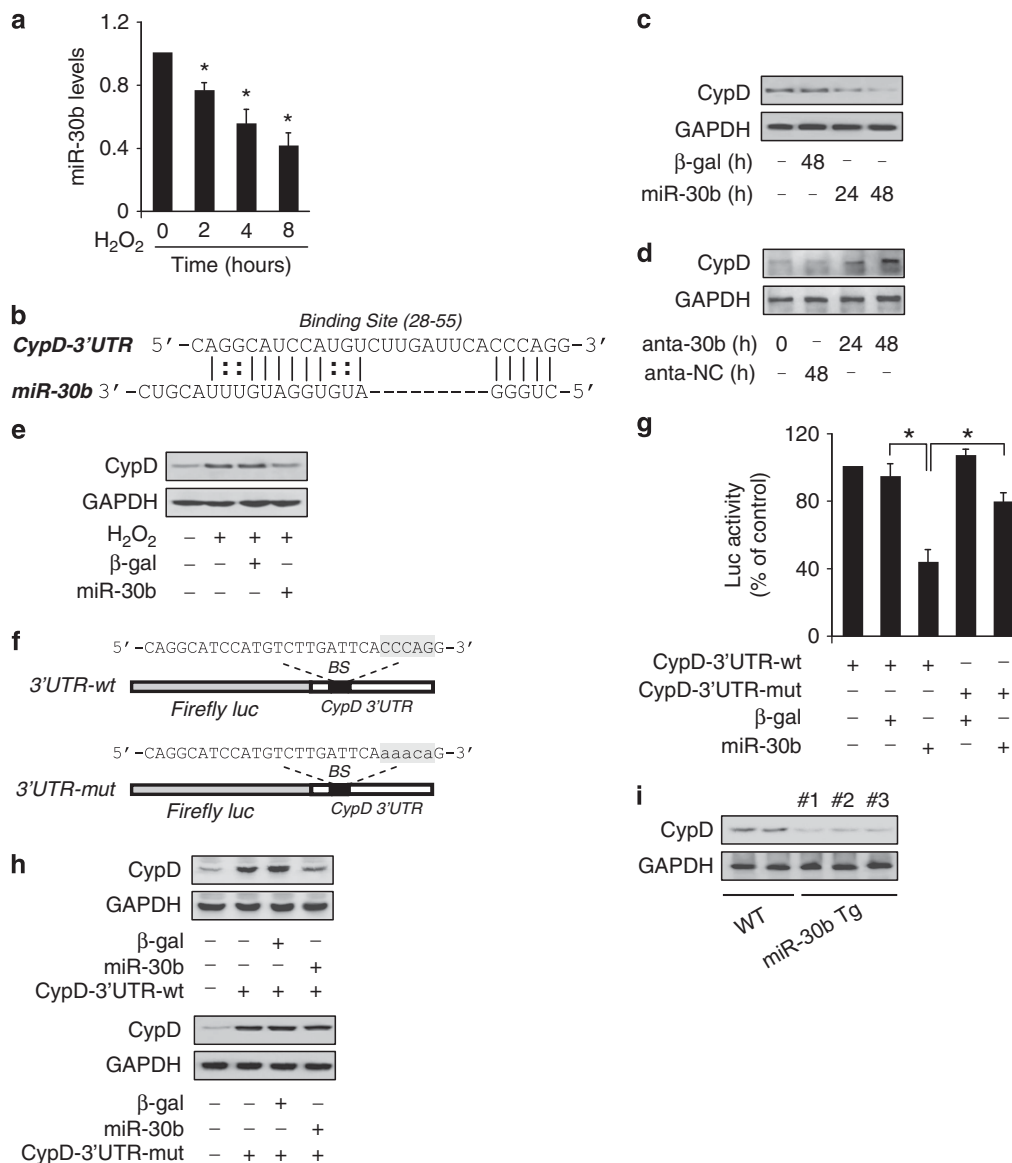 a
1.2
0.8
0.4
0
miR-30b levels
* * *
H₂O₂ 0 2 4 8
Time (hours)
b
Binding Site (28-55)
CypD-3'UTR 5'-CAGGCAUCCAUGUCUUGAUUCACCCAGG-3'
miR-30b 3'-CUGCAUUUGUAGGUGUA---------GGGUC-5'
c
CypD
GAPDH
β-gal (h) – 48 – –
miR-30b (h) – – 24 48
d
CypD
GAPDH
anta-30b (h) 0 – 24 48
anta-NC (h) 48
e
CypD
GAPDH
H₂O₂ – + + +
β-gal – – + –
miR-30b – – – +
f
5'-CAGGCATCCATGTCTTGATTCACCCAGG-3'
BS
3'UTR-wt
Firefly luc CypD 3'UTR
5'-CAGGCATCCATGTCTTGATTCAaaacaG-3'
BS
3'UTR-mut
Firefly luc CypD 3'UTR
g
120
80
40
0
Luc activity
(% of control)
* *
CypD-3'UTR-wt + + + – –
CypD-3'UTR-mut – – – + +
β-gal – + – + –
miR-30b – – + – +
h
CypD
GAPDH
β-gal – – + –
miR-30b – – – +
CypD-3'UTR-wt – + + +
CypD
GAPDH
β-gal – – + –
miR-30b – – – +
CypD-3'UTR-mut – + + +
i
#1 #2 #3
CypD
GAPDH
WT
miR-30b Tg